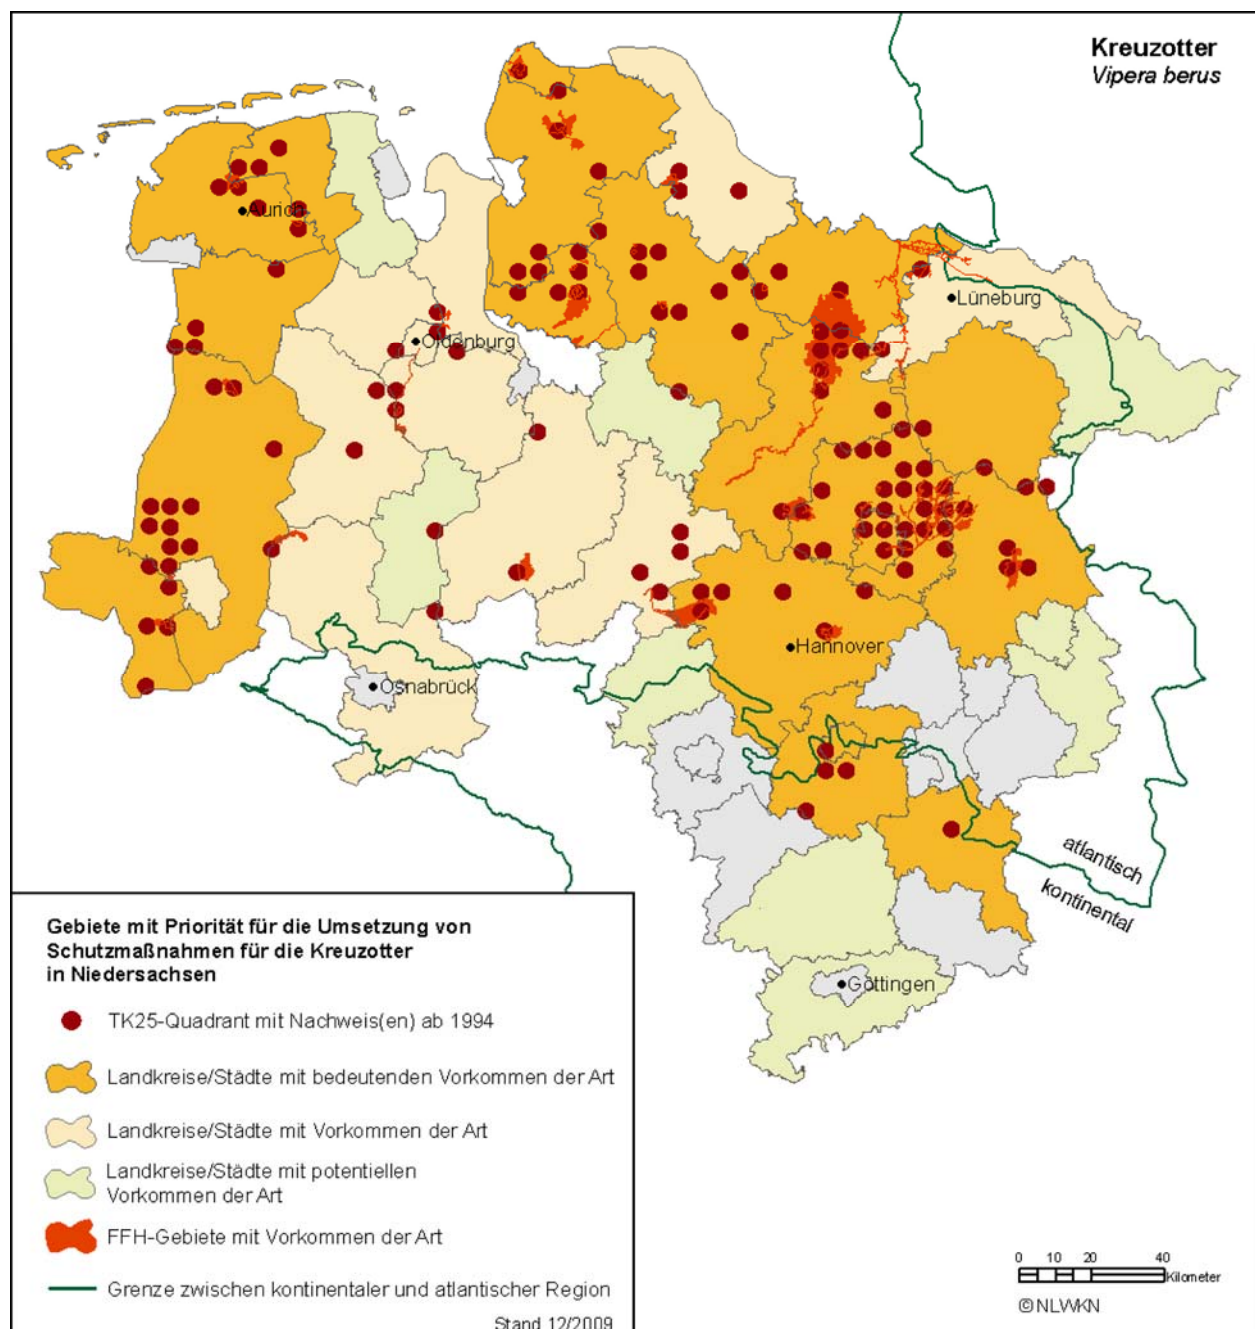 Kreuzotter
Vipera berus
Aurich
Lüneburg
Oldenburg
Hannover
Osnabrück
atlantisch
kontinental
Göttingen
Gebiete mit Priorität für die Umsetzung von
Schutzmaßnahmen für die Kreuzotter
in Niedersachsen
TK25-Quadrant mit Nachweis(en) ab 1994
Landkreise/Städte mit bedeutenden Vorkommen der Art
Landkreise/Städte mit Vorkommen der Art
Landkreise/Städte mit potentiellen
Vorkommen der Art
FFH-Gebiete mit Vorkommen der Art
Grenze zwischen kontinentaler und atlantischer Region
Stand 12/2009
0 10 20 40
Kilometer
©NLWKN